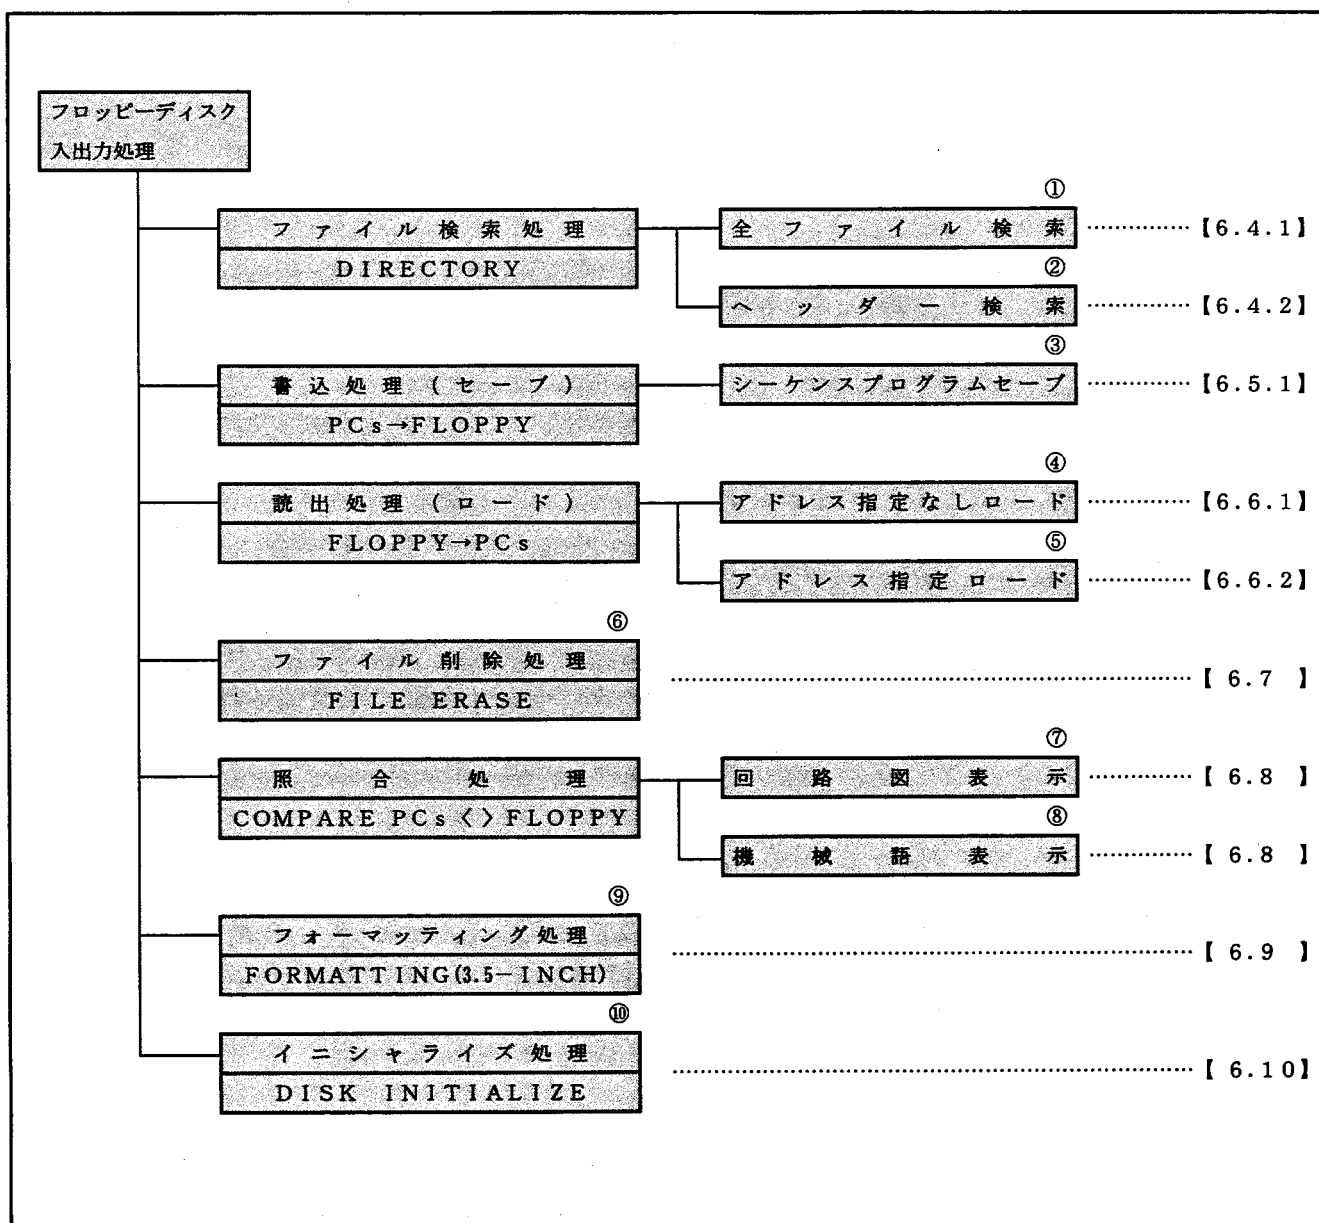 フロッピーディスク
入出力処理
①
ファイル検索処理
全ファイル検索
【6.4.1】
DIRECTORY
②
ヘッダー検索
【6.4.2】
③
書込処理(セーブ)
シーケンスプログラムセーブ
【6.5.1】
PCs→FLOPPY
④
読出処理(ロード)
アドレス指定なしロード
【6.6.1】
FLOPPY→PCs
⑤
アドレス指定ロード
【6.6.2】
⑥
ファイル削除処理
FILE ERASE
【6.7】
⑦
照合処理
回路図表示
【6.8】
COMPARE PCs〈〉FLOPPY
⑧
機械語表示
【6.8】
⑨
フォーマッティング処理
FORMATTING(3.5-INCH)
【6.9】
⑩
イニシャライズ処理
DISK INITIALIZE
【6.10】